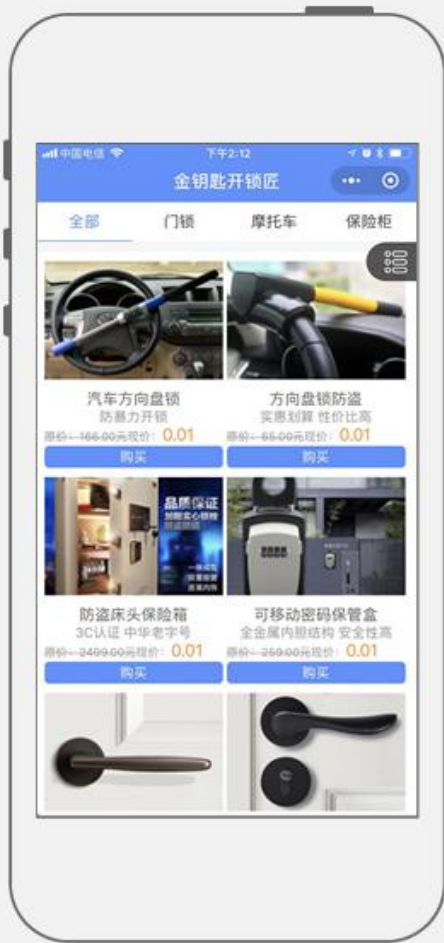 中国电信 下午2:12
金钥匙开锁匠
全部 门锁 摩托车 保险柜
汽车方向盘锁
防暴力开锁
原价：166.00元现价：0.01
购买
方向盘锁防盗
实惠划算 性价比高
原价：65.00元现价：0.01
购买
品质保证
防盗床头保险箱
3C认证 中华老字号
原价：2499.00元现价：0.01
购买
可移动密码保管盒
全金属内胆结构 安全性高
原价：259.00元现价：0.01
购买